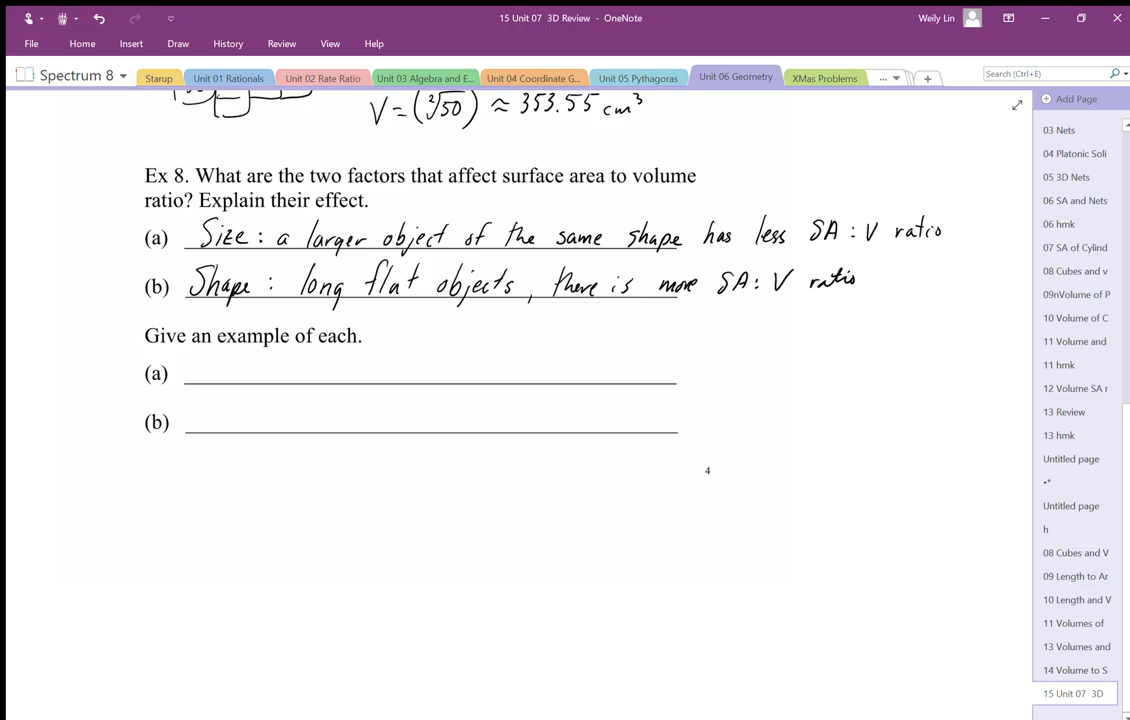 15 Unit 07 3D Review - OneNote
Weily Lin
File Home Insert Draw History Review View Help
Spectrum 8
Starup
Unit 01 Rationals
Unit 02 Rate Ratio
Unit 03 Algebra and E...
Unit 04 Coordinate G...
Unit 05 Pythagoras
Unit 06 Geometry
XMas Problems
...
Search (Ctrl+E)
V = (√50) ≈ 353.55 cm³
Ex 8. What are the two factors that affect surface area to volume
ratio? Explain their effect.
(a) Size: a larger object of the same shape has less SA:V ratio
(b) Shape: long flat objects, there is more SA:V ratio
Give an example of each.
(a)
(b)
4
Add Page
03 Nets
04 Platonic Soli
05 3D Nets
06 SA and Nets
06 hmk
07 SA of Cylind
08 Cubes and v
09nVolume of P
10 Volume of C
11 Volume and
11 hmk
12 Volume SA r
13 Review
13 hmk
Untitled page
•*
Untitled page
h
08 Cubes and V
09 Length to Ar
10 Length and V
11 Volumes of
13 Volumes and
14 Volume to S
15 Unit 07 3D